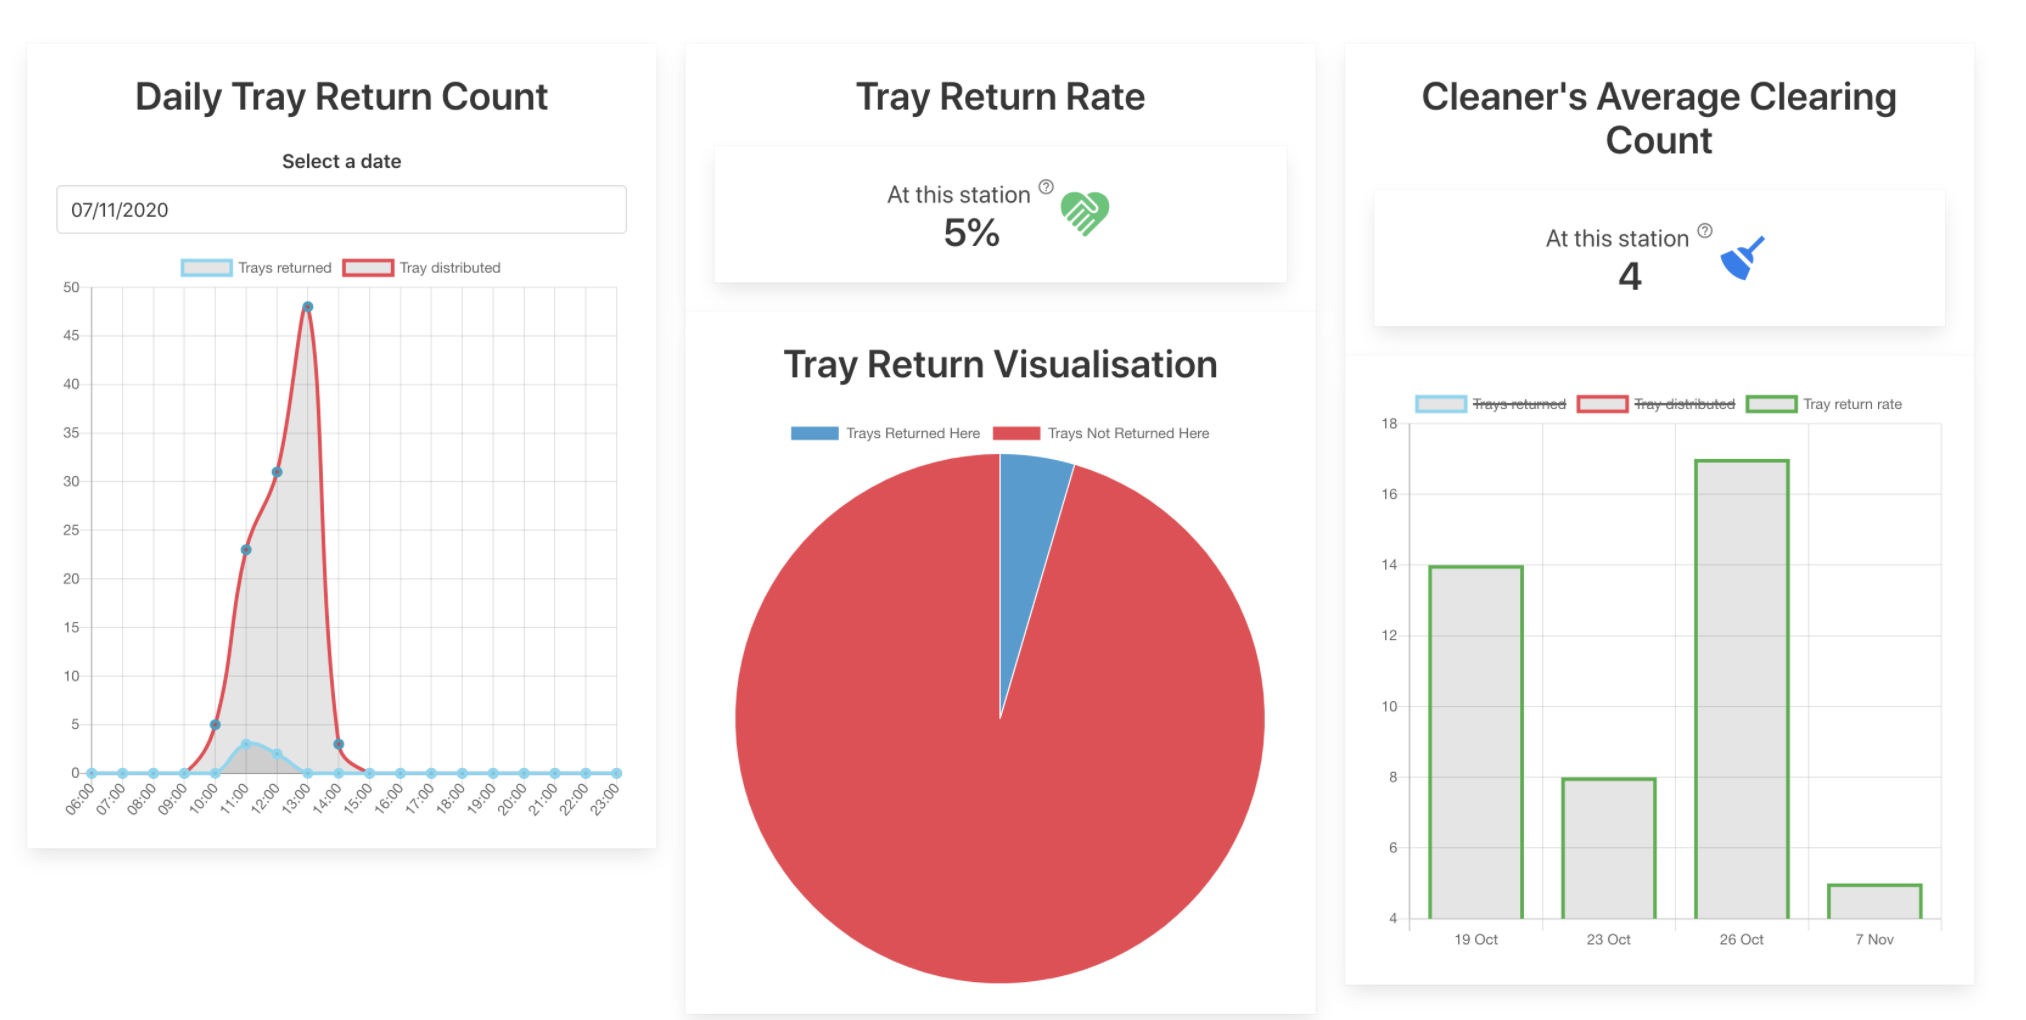 Daily Tray Return Count
Select a date
07/11/2020
Trays returned Tray distributed
50
45
40
35
30
25
20
15
10
5
0
06:00 07:00 08:00 09:00 10:00 11:00 12:00 13:00 14:00 15:00 16:00 17:00 18:00 19:00 20:00 21:00 22:00 23:00
Tray Return Rate
At this station ?
5%
Tray Return Visualisation
Trays Returned Here Trays Not Returned Here
Cleaner's Average Clearing
Count
At this station ?
4
Trays returned Tray distributed Tray return rate
18
16
14
12
10
8
6
4
19 Oct 23 Oct 26 Oct 7 Nov